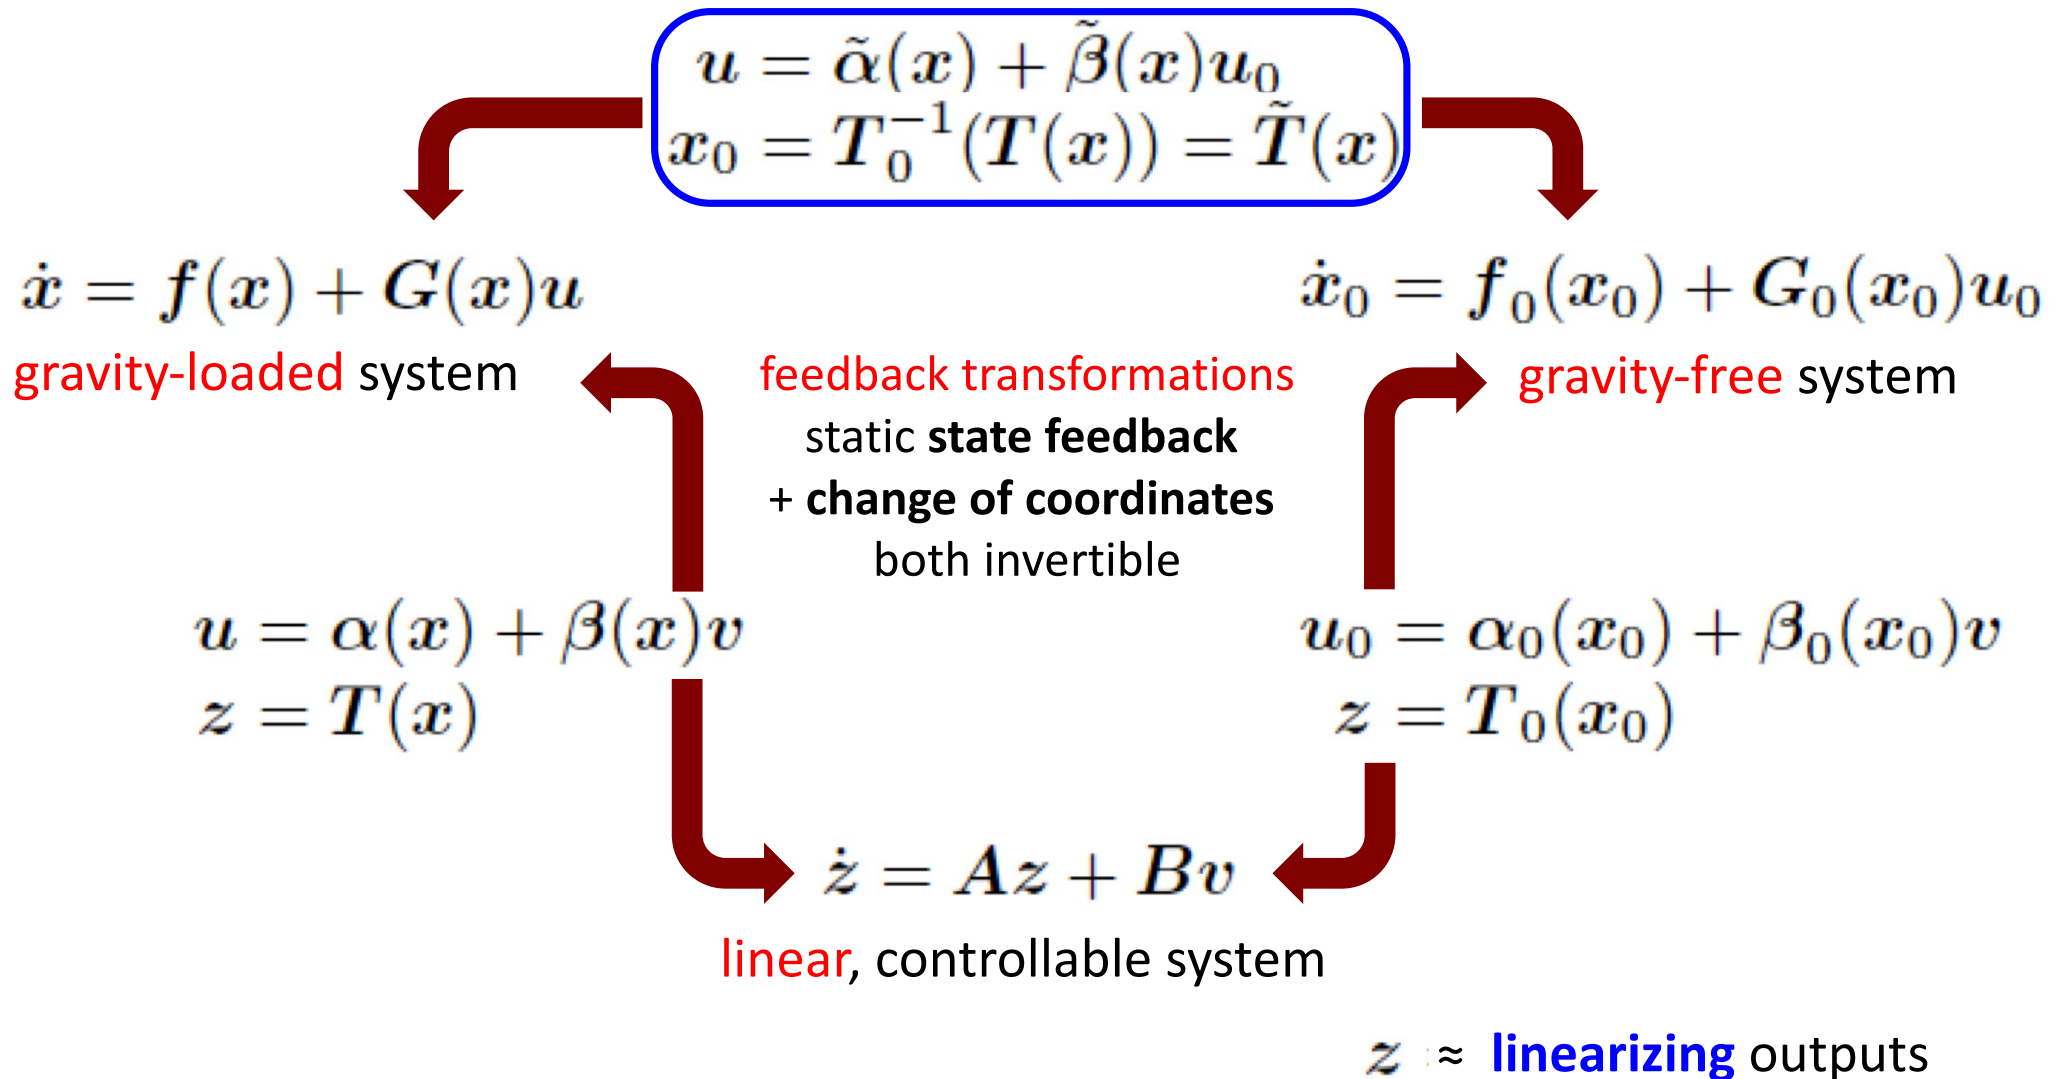 u = α̃(x) + β̃(x)u₀
x₀ = T₀⁻¹(T(x)) = T̃(x)
ẋ = f(x) + G(x)u
gravity-loaded system
ẋ₀ = f₀(x₀) + G₀(x₀)u₀
gravity-free system
feedback transformations
static state feedback
+ change of coordinates
both invertible
u = α(x) + β(x)v
z = T(x)
u₀ = α₀(x₀) + β₀(x₀)v
z = T₀(x₀)
ż = Az + Bv
linear, controllable system
z ≈ linearizing outputs